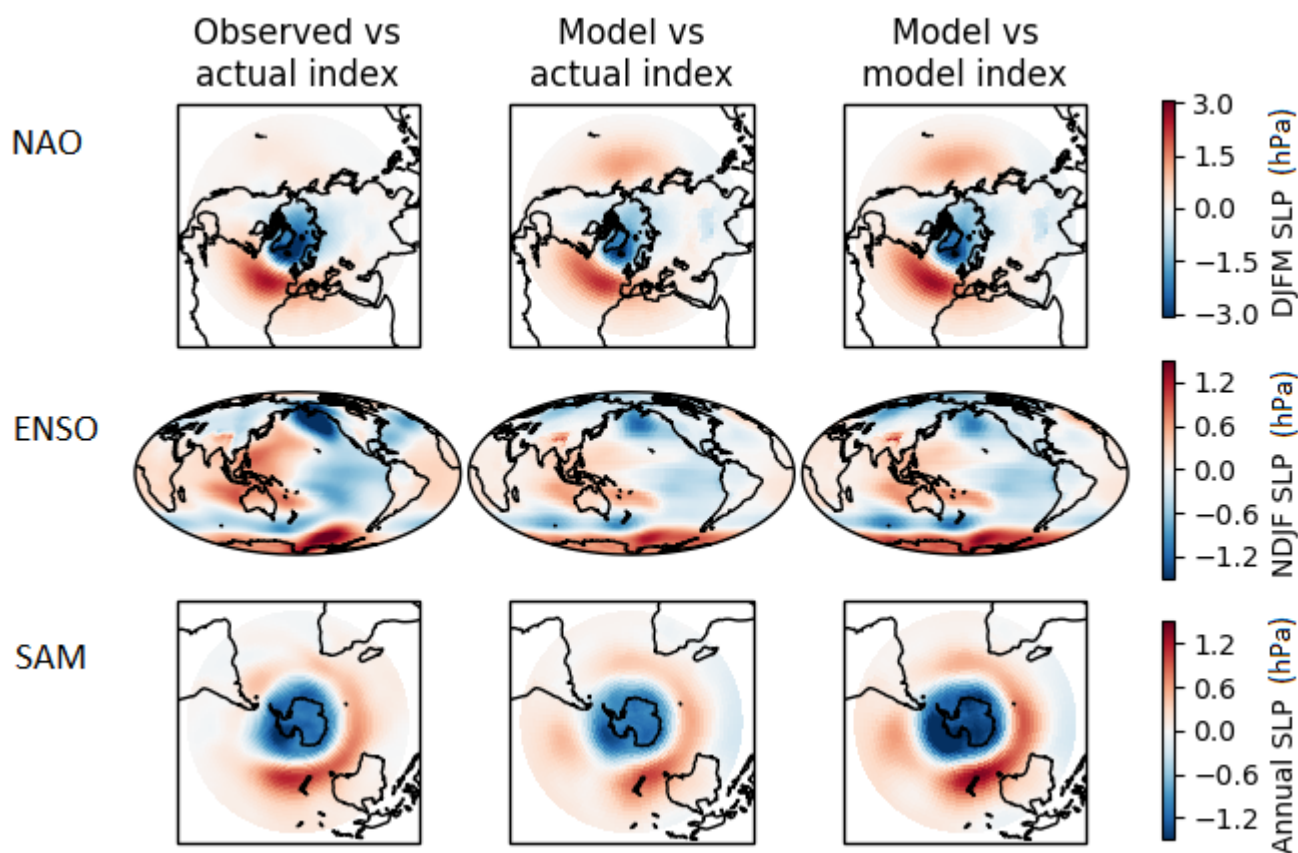 Observed vs
actual index
Model vs
actual index
Model vs
model index
NAO
3.0
1.5
0.0
−1.5
−3.0
DJFM SLP (hPa)
ENSO
1.2
0.6
0.0
−0.6
−1.2
NDJF SLP (hPa)
SAM
1.2
0.6
0.0
−0.6
−1.2
Annual SLP (hPa)